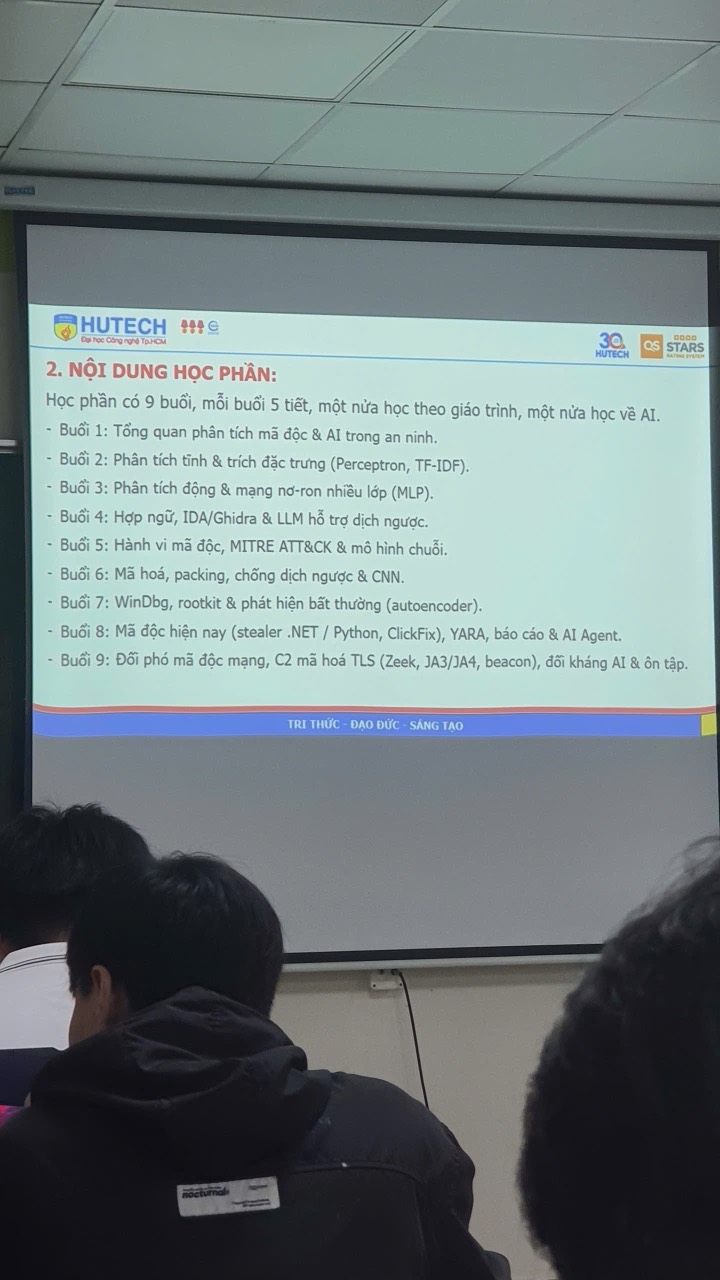 HUTECH
Đại học Công nghệ Tp.HCM
30
HUTECH
QS STARS
RATING SYSTEM
2. NỘI DUNG HỌC PHẦN:
Học phần có 9 buổi, mỗi buổi 5 tiết, một nửa học theo giáo trình, một nửa học về AI.
- Buổi 1: Tổng quan phân tích mã độc & AI trong an ninh.
- Buổi 2: Phân tích tĩnh & trích đặc trưng (Perceptron, TF-IDF).
- Buổi 3: Phân tích động & mạng nơ-ron nhiều lớp (MLP).
- Buổi 4: Hợp ngữ, IDA/Ghidra & LLM hỗ trợ dịch ngược.
- Buổi 5: Hành vi mã độc, MITRE ATT&CK & mô hình chuỗi.
- Buổi 6: Mã hoá, packing, chống dịch ngược & CNN.
- Buổi 7: WinDbg, rootkit & phát hiện bất thường (autoencoder).
- Buổi 8: Mã độc hiện nay (stealer .NET / Python, ClickFix), YARA, báo cáo & AI Agent.
- Buổi 9: Đối phó mã độc mạng, C2 mã hoá TLS (Zeek, JA3/JA4, beacon), đối kháng AI & ôn tập.
TRI THỨC - ĐẠO ĐỨC - SÁNG TẠO
nocturnal